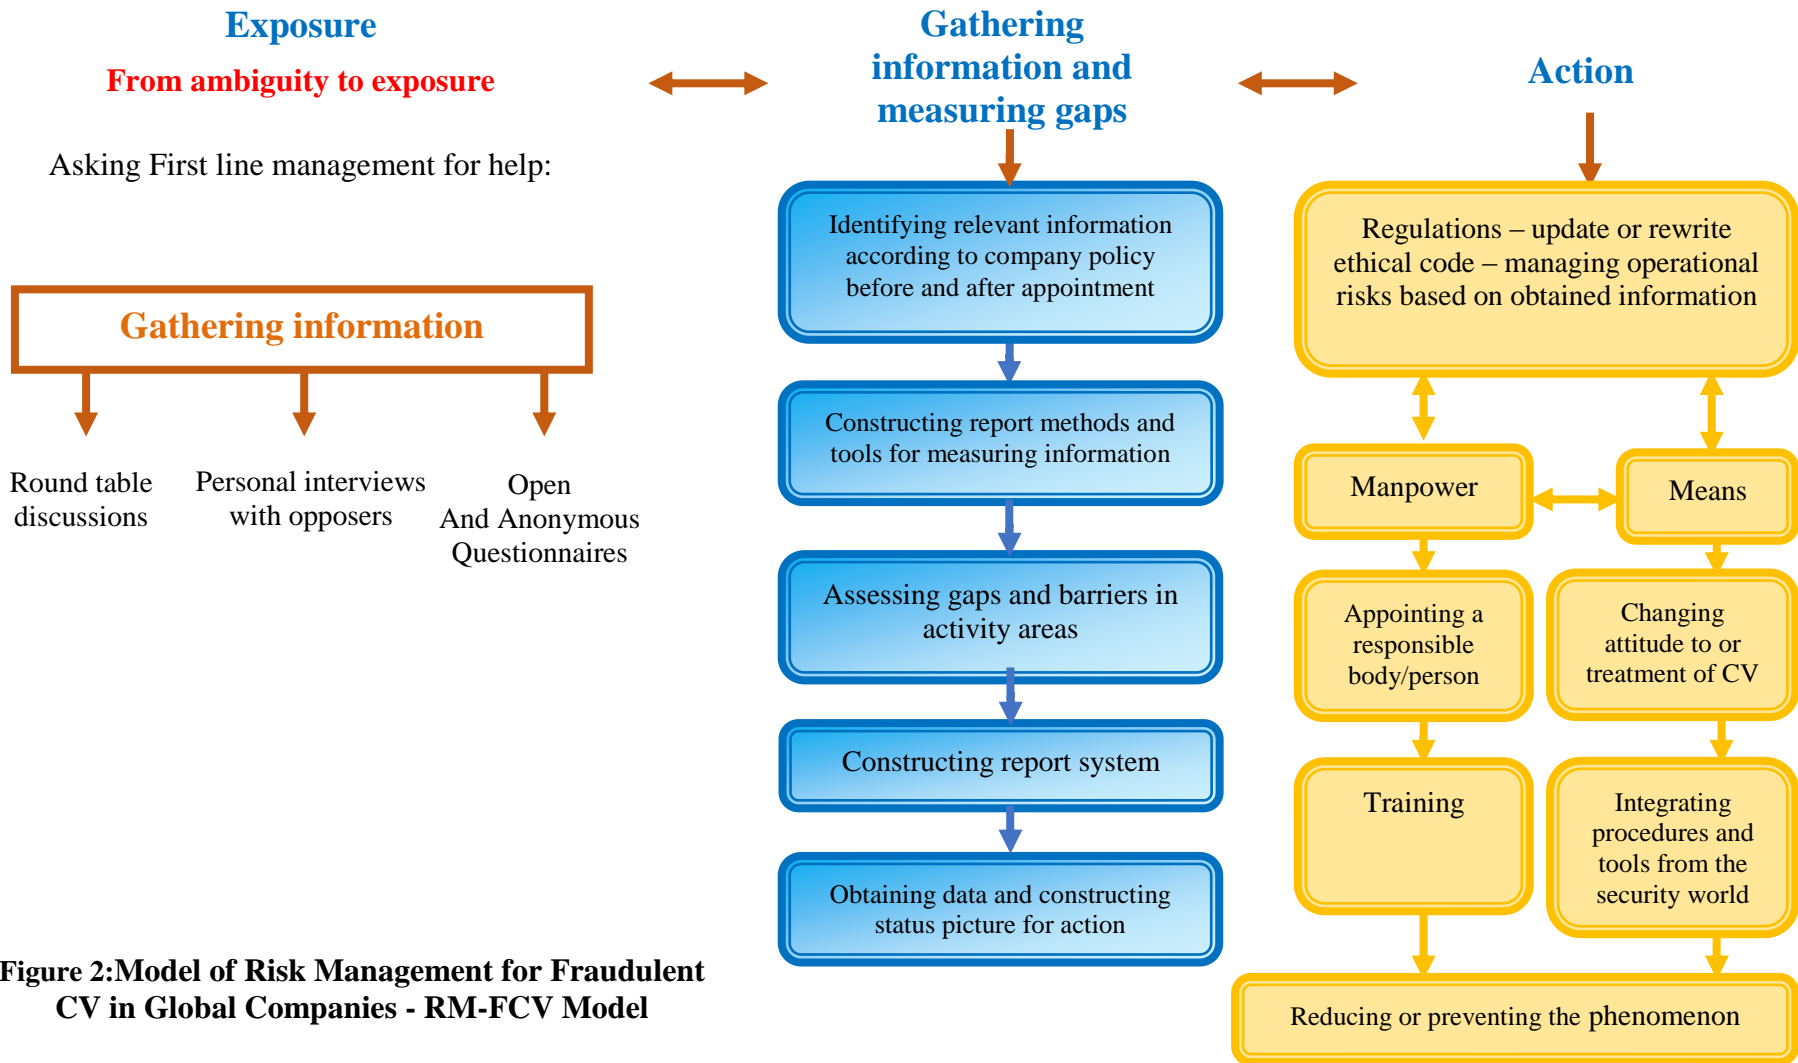 Exposure
From ambiguity to exposure
Asking First line management for help:
Gathering information
Round table
discussions
Personal interviews
with opposers
Open
And Anonymous
Questionnaires
Gathering
information and
measuring gaps
Identifying relevant information
according to company policy
before and after appointment
Constructing report methods and
tools for measuring information
Assessing gaps and barriers in
activity areas
Constructing report system
Obtaining data and constructing
status picture for action
Action
Regulations – update or rewrite
ethical code – managing operational
risks based on obtained information
Manpower
Means
Appointing a
responsible
body/person
Changing
attitude to or
treatment of CV
Training
Integrating
procedures and
tools from the
security world
Reducing or preventing the phenomenon
Figure 2:Model of Risk Management for Fraudulent
CV in Global Companies - RM-FCV Model